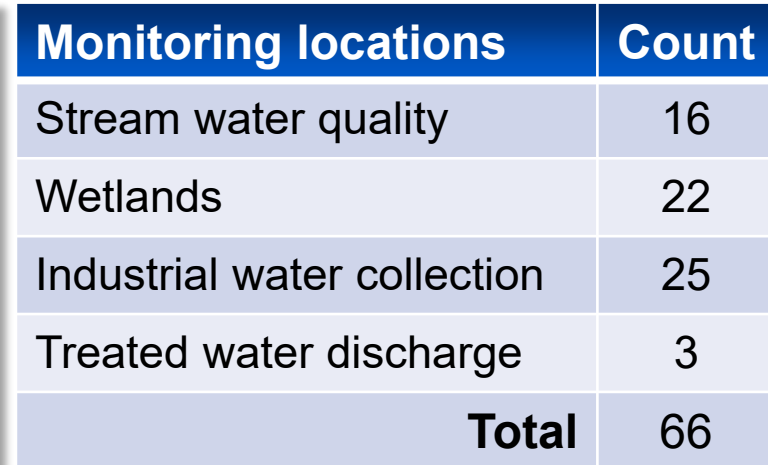 Monitoring locations Count
Stream water quality 16
Wetlands 22
Industrial water collection 25
Treated water discharge 3
Total 66